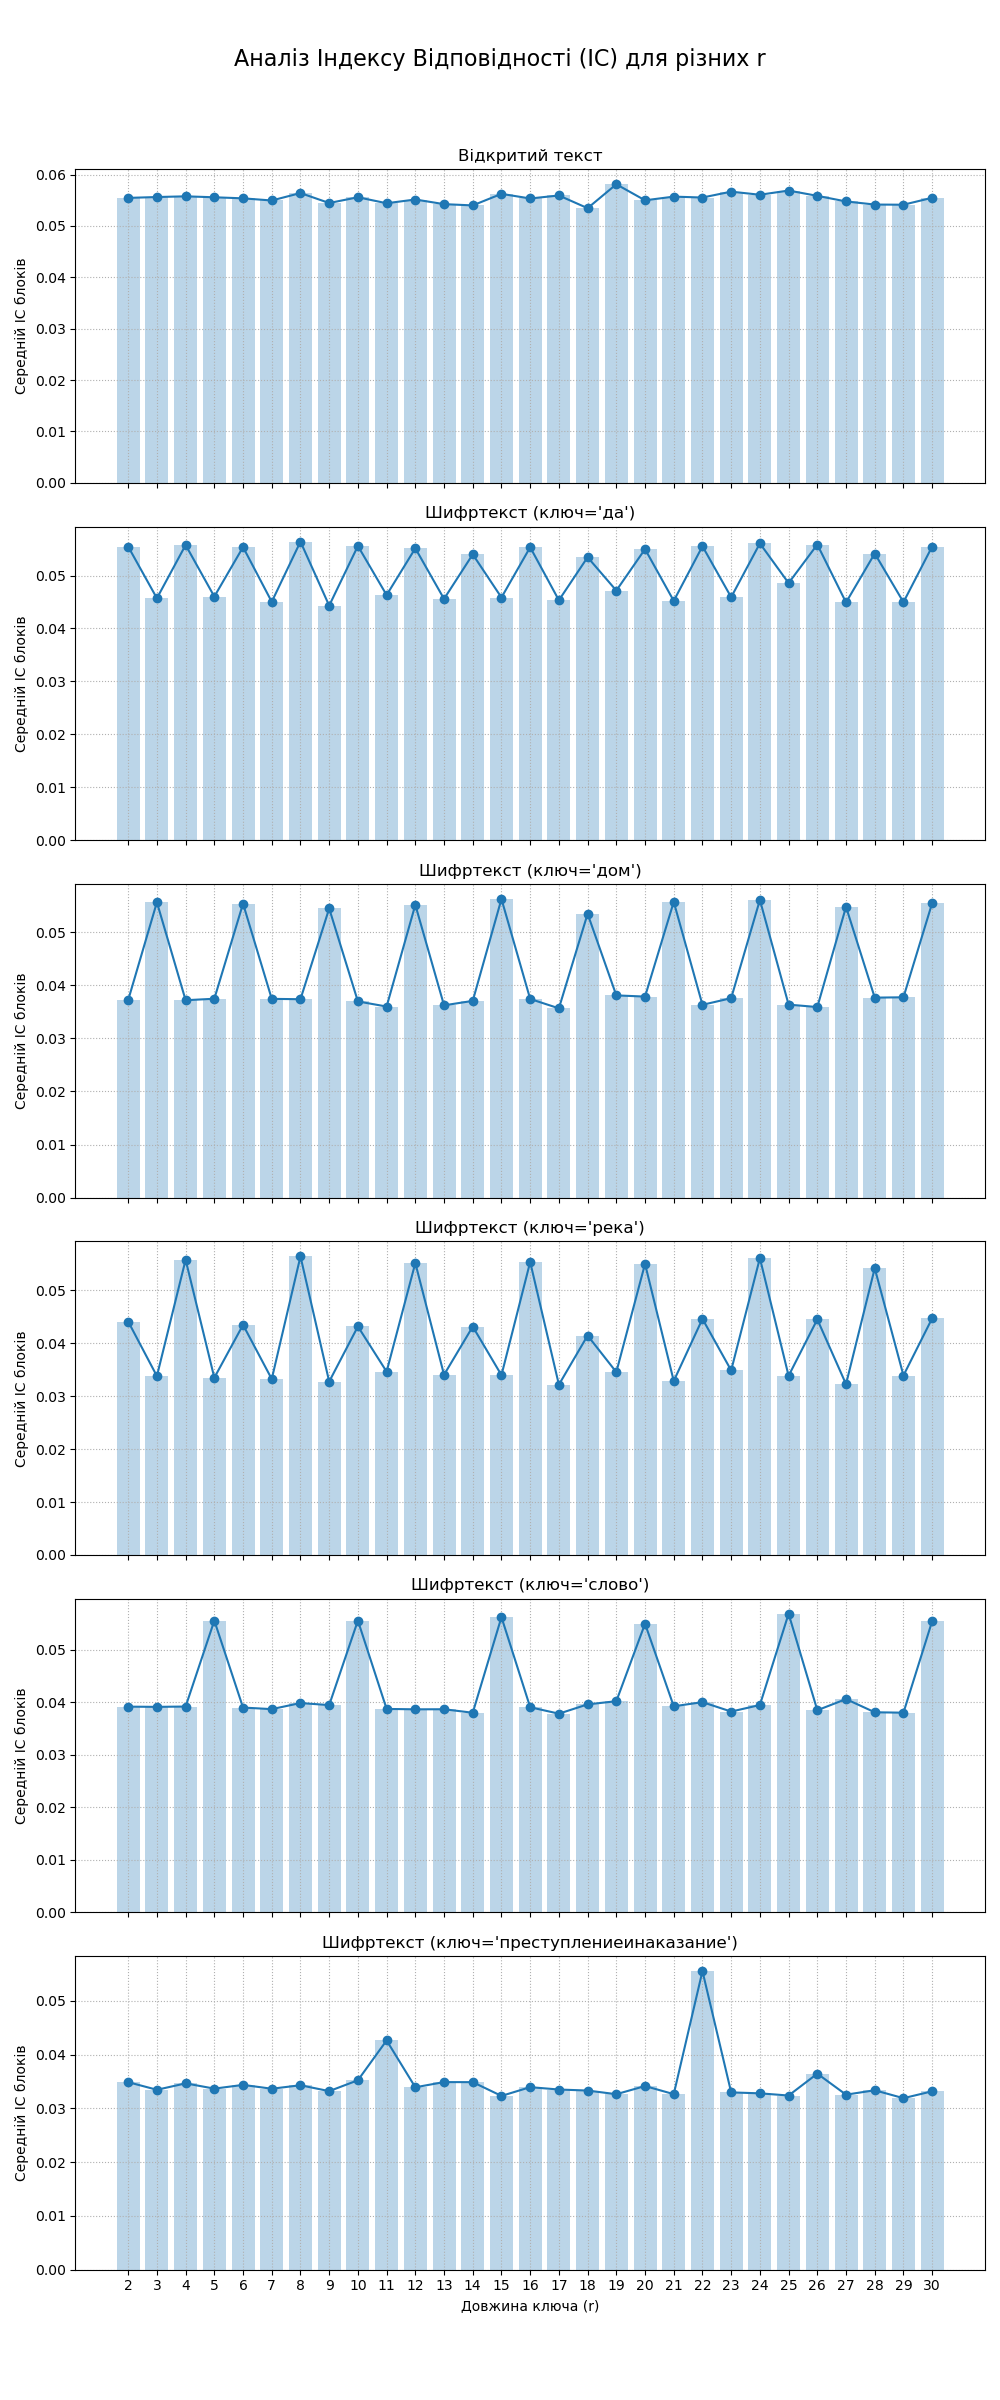 Аналіз Індексу Відповідності (IC) для різних r
Відкритий текст
0.06
0.05
0.04
0.03
0.02
0.01
0.00
Середній IC блоків
Шифртекст (ключ='да')
0.05
0.04
0.03
0.02
0.01
0.00
Середній IC блоків
Шифртекст (ключ='дом')
0.05
0.04
0.03
0.02
0.01
0.00
Середній IC блоків
Шифртекст (ключ='река')
0.05
0.04
0.03
0.02
0.01
0.00
Середній IC блоків
Шифртекст (ключ='слово')
0.05
0.04
0.03
0.02
0.01
0.00
Середній IC блоків
Шифртекст (ключ='преступлениеинаказание')
0.05
0.04
0.03
0.02
0.01
0.00
Середній IC блоків
2 3 4 5 6 7 8 9 10 11 12 13 14 15 16 17 18 19 20 21 22 23 24 25 26 27 28 29 30
Довжина ключа (r)